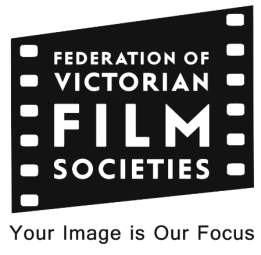 FEDERATION OF
VICTORIAN
FILM
SOCIETIES
Your Image is Our Focus